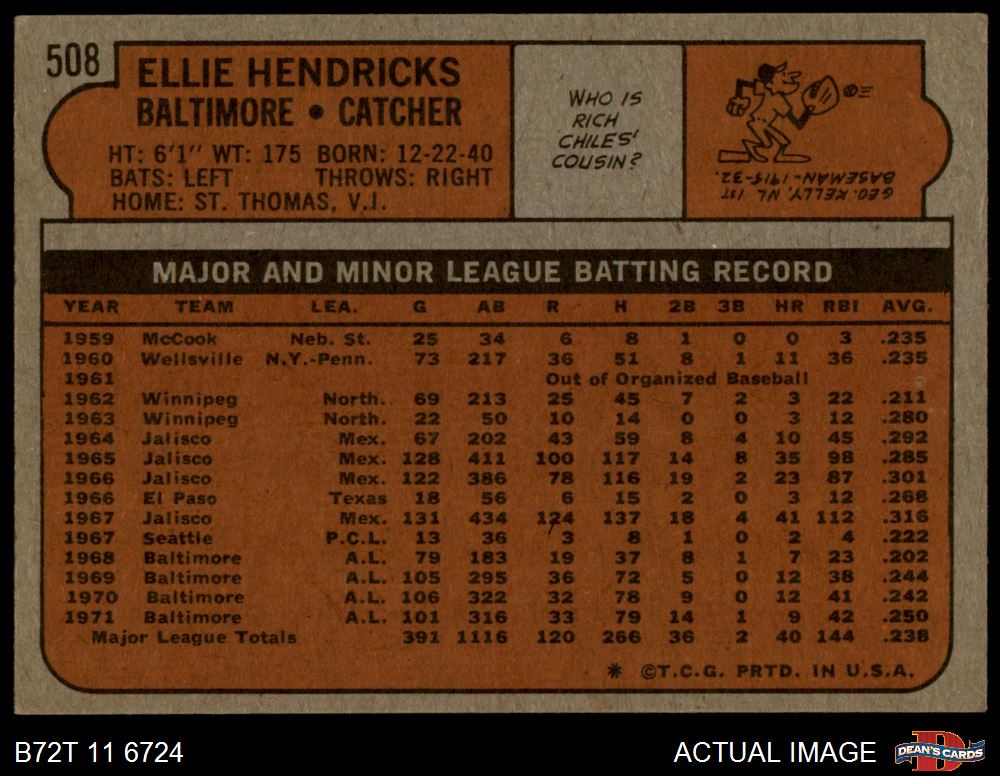 508
ELLIE HENDRICKS
BALTIMORE • CATCHER
HT: 6'1" WT: 175 BORN: 12-22-40
BATS: LEFT THROWS: RIGHT
HOME: ST. THOMAS, V.I.
WHO IS
RICH
CHILES'
COUSIN?
GEO. KELLY, NL 1ST
BASEMAN-1915-32.
MAJOR AND MINOR LEAGUE BATTING RECORD
YEAR TEAM LEA. G AB R H 2B 3B HR RBI AVG.
1959 McCook Neb. St. 25 34 6 8 1 0 0 3 .235
1960 Wellsville N.Y.-Penn. 73 217 36 51 8 1 11 36 .235
1961 Out of Organized Baseball
1962 Winnipeg North. 69 213 25 45 7 2 3 22 .211
1963 Winnipeg North. 22 50 10 14 0 0 3 12 .280
1964 Jalisco Mex. 67 202 43 59 8 4 10 45 .292
1965 Jalisco Mex. 128 411 100 117 14 8 35 98 .285
1966 Jalisco Mex. 122 386 78 116 19 2 23 87 .301
1966 El Paso Texas 18 56 6 15 2 0 3 12 .268
1967 Jalisco Mex. 131 434 124 137 18 4 41 112 .316
1967 Seattle P.C.L. 13 36 3 8 1 0 2 4 .222
1968 Baltimore A.L. 79 183 19 37 8 1 7 23 .202
1969 Baltimore A.L. 105 295 36 72 5 0 12 38 .244
1970 Baltimore A.L. 106 322 32 78 9 0 12 41 .242
1971 Baltimore A.L. 101 316 33 79 14 1 9 42 .250
Major League Totals 391 1116 120 266 36 2 40 144 .238
* ©T.C.G. PRTD. IN U.S.A.
B72T 11 6724
ACTUAL IMAGE
D
DEAN'S CARDS